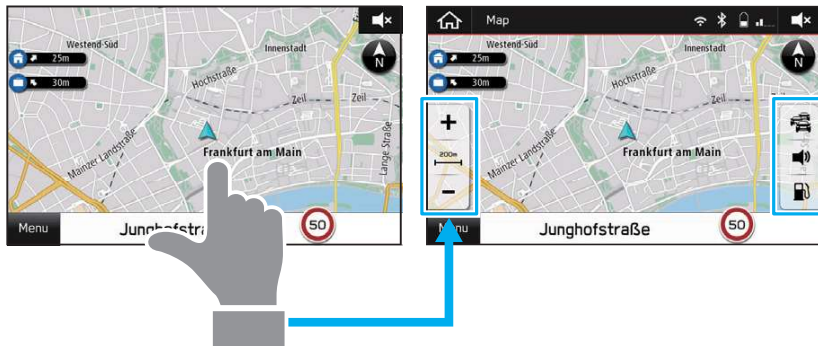 Westend-Süd
Innenstadt
N
25m
30m
Hochstraße
Zeil
Zeil
Mainzer Landstraße
Frankfurt am Main
Lange Straße
Menu
Junghofstra
50
Map
Westend-Süd
Innenstadt
N
25m
30m
Hochstraße
Zeil
Zeil
+
200m
−
Mainzer Landstraße
Frankfurt am Main
Junghofstraße
50